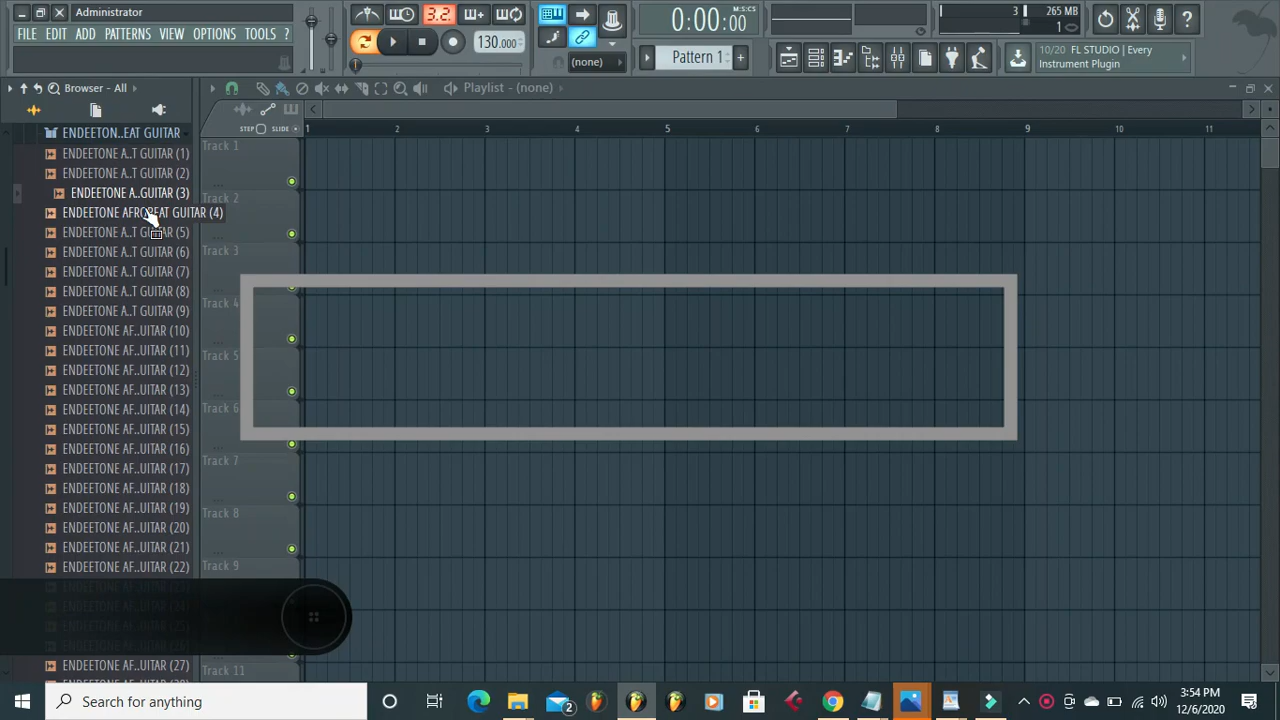 Administrator
FILE EDIT ADD PATTERNS VIEW OPTIONS TOOLS ?
3.2
130.000
(none)
0:00:00
M:S:CS
Pattern 1
3
265 MB
1
10/20 FL STUDIO | Every
Instrument Plugin
Browser - All
Playlist - (none)
STEP SLIDE
1 2 3 4 5 6 7 8 9 10 11
ENDEETON..EAT GUITAR
ENDEETONE A..T GUITAR (1)
ENDEETONE A..T GUITAR (2)
ENDEETONE A..GUITAR (3)
ENDEETONE AFROBEAT GUITAR (4)
ENDEETONE A..T GUITAR (5)
ENDEETONE A..T GUITAR (6)
ENDEETONE A..T GUITAR (7)
ENDEETONE A..T GUITAR (8)
ENDEETONE A..T GUITAR (9)
ENDEETONE AF..UITAR (10)
ENDEETONE AF..UITAR (11)
ENDEETONE AF..UITAR (12)
ENDEETONE AF..UITAR (13)
ENDEETONE AF..UITAR (14)
ENDEETONE AF..UITAR (15)
ENDEETONE AF..UITAR (16)
ENDEETONE AF..UITAR (17)
ENDEETONE AF..UITAR (18)
ENDEETONE AF..UITAR (19)
ENDEETONE AF..UITAR (20)
ENDEETONE AF..UITAR (21)
ENDEETONE AF..UITAR (22)
ENDEETONE AF..UITAR (27)
Track 1
Track 2
Track 3
Track 4
Track 5
Track 6
Track 7
Track 8
Track 9
Track 11
Search for anything
2
3:54 PM
12/6/2020